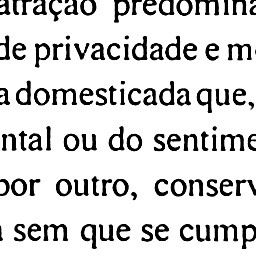 atração predomina
de privacidade e m
a domesticada que,
ntal ou do sentime
por outro, conserv
sem que se cump